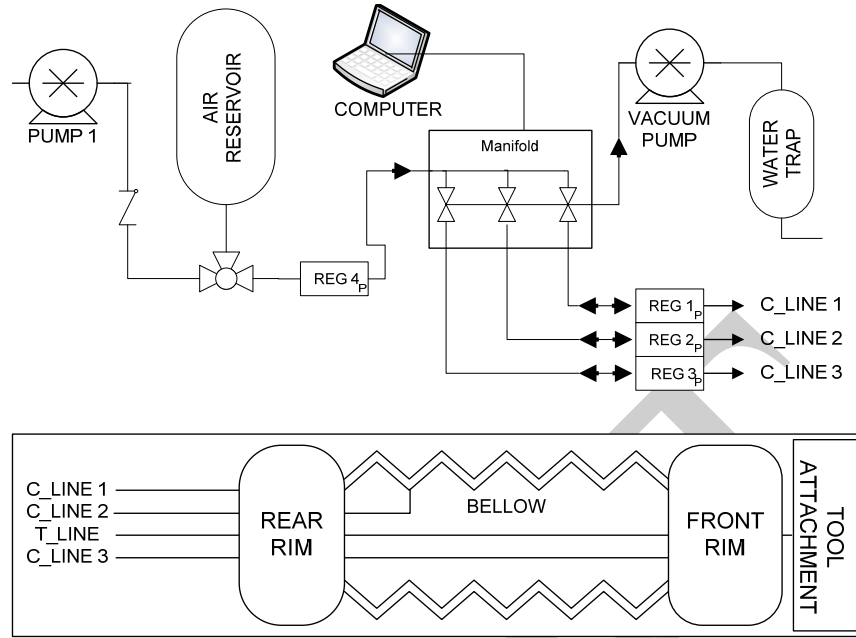 PUMP 1
AIR
RESERVOIR
COMPUTER
Manifold
VACUUM
PUMP
WATER
TRAP
REG 4P
REG 1P
C_LINE 1
REG 2P
C_LINE 2
REG 3P
C_LINE 3
C_LINE 1
C_LINE 2
T_LINE
C_LINE 3
REAR
RIM
BELLOW
FRONT
RIM
TOOL
ATTACHMENT